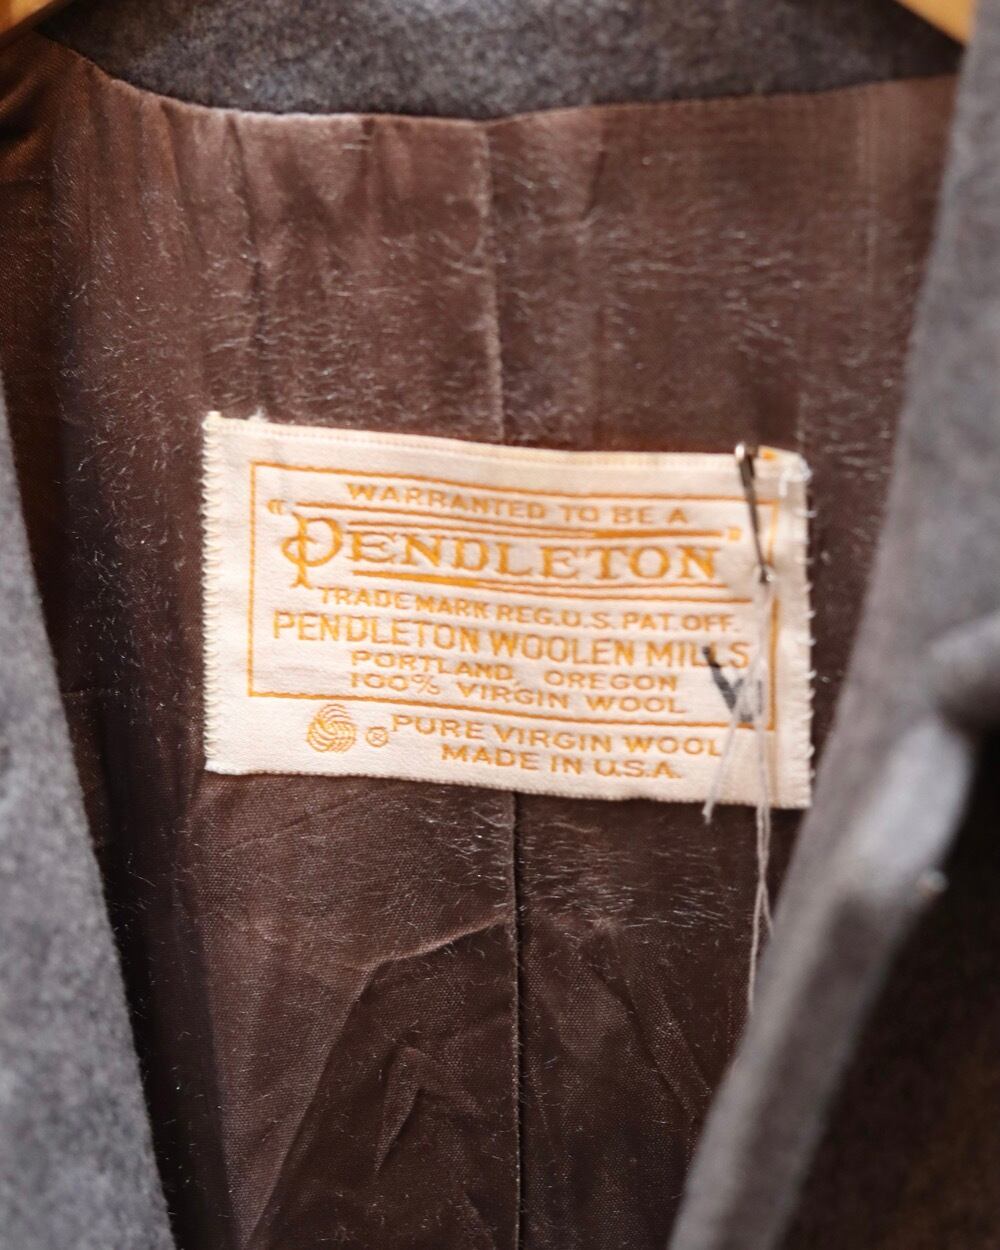 WARRANTED TO BE A
"PENDLETON"
TRADE MARK REG. U.S. PAT. OFF.
PENDLETON WOOLEN MILLS
PORTLAND, OREGON
100% VIRGIN WOOL
® PURE VIRGIN WOOL
MADE IN U.S.A.